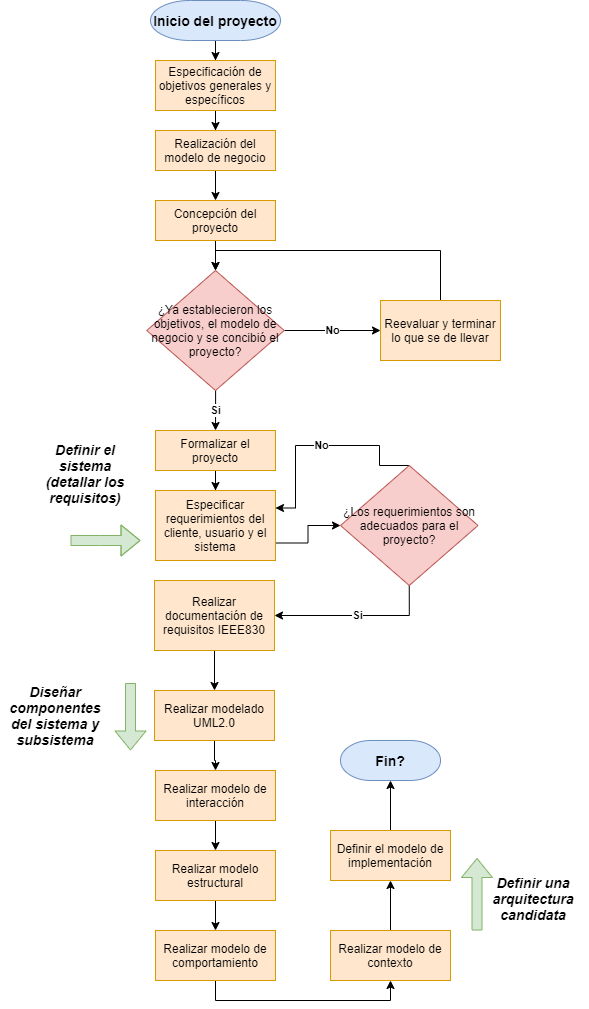 Inicio del proyecto
Especificación de
objetivos generales y
específicos
Realización del
modelo de negocio
Concepción del
proyecto
¿Ya establecieron los
objetivos, el modelo de
negocio y se concibió el
proyecto?
No
Reevaluar y terminar
lo que se de llevar
Si
Formalizar el
proyecto
Definir el
sistema
(detallar los
requisitos)
No
Especificar
requerimientos del
cliente, usuario y el
sistema
¿Los requerimientos son
adecuados para el
proyecto?
Si
Realizar
documentación de
requisitos IEEE830
Diseñar
componentes
del sistema y
subsistema
Realizar modelado
UML2.0
Realizar modelo de
interacción
Realizar modelo
estructural
Realizar modelo de
comportamiento
Fin?
Definir el modelo de
implementación
Definir una
arquitectura
candidata
Realizar modelo de
contexto